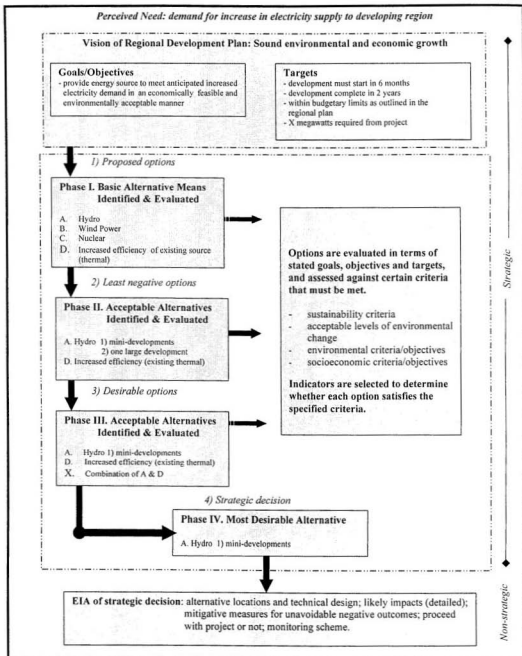 Perceived Need: demand for increase in electricity supply to developing region
Vision of Regional Development Plan: Sound environmental and economic growth
Goals/Objectives
- provide energy source to meet anticipated increased
electricity demand in an economically feasible and
environmentally acceptable manner
Targets
- development must start in 6 months
- development complete in 2 years
- within budgetary limits as outlined in the
regional plan
- X megawatts required from project
1) Proposed options
Phase I. Basic Alternative Means
Identified & Evaluated
A. Hydro
B. Wind Power
C. Nuclear
D. Increased efficiency of existing source
(thermal)
2) Least negative options
Phase II. Acceptable Alternatives
Identified & Evaluated
A. Hydro 1) mini-developments
2) one large development
D. Increased efficiency (existing thermal)
3) Desirable options
Phase III. Acceptable Alternatives
Identified & Evaluated
A. Hydro 1) mini-developments
D. Increased efficiency (existing thermal)
X. Combination of A & D
Options are evaluated in terms of
stated goals, objectives and targets,
and assessed against certain criteria
that must be met.
- sustainability criteria
- acceptable levels of environmental
change
- environmental criteria/objectives
- socioeconomic criteria/objectives
Indicators are selected to determine
whether each option satisfies the
specified criteria.
4) Strategic decision
Phase IV. Most Desirable Alternative
A. Hydro 1) mini-developments
EIA of strategic decision: alternative locations and technical design; likely impacts (detailed);
mitigative measures for unavoidable negative outcomes; proceed
with project or not; monitoring scheme.
Strategic
Non-strategic